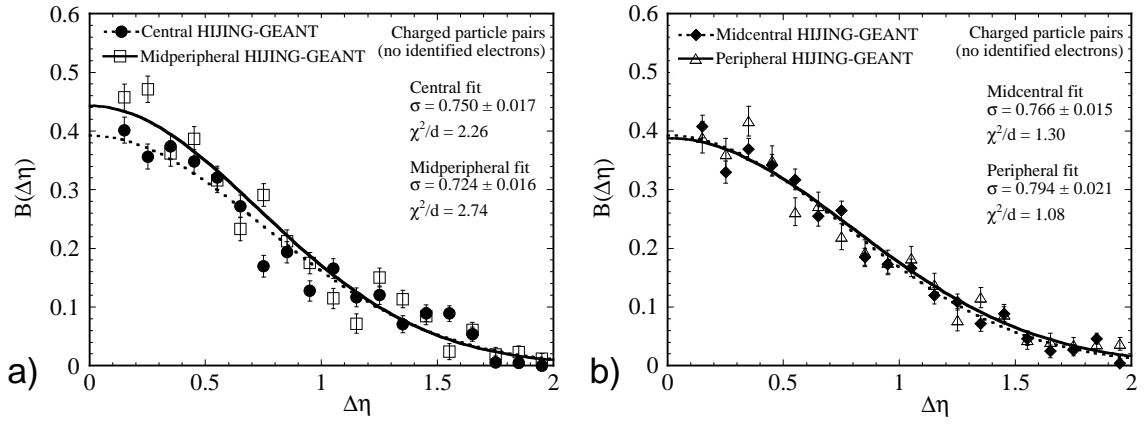 Central HIJING-GEANT
Midperipheral HIJING-GEANT
Charged particle pairs
(no identified electrons)
Central fit
σ = 0.750 ± 0.017
χ²/d = 2.26
Midperipheral fit
σ = 0.724 ± 0.016
χ²/d = 2.74
B(Δη)
0.6
0.5
0.4
0.3
0.2
0.1
0
0 0.5 1 1.5 2
Δη
a)
Midcentral HIJING-GEANT
Peripheral HIJING-GEANT
Charged particle pairs
(no identified electrons)
Midcentral fit
σ = 0.766 ± 0.015
χ²/d = 1.30
Peripheral fit
σ = 0.794 ± 0.021
χ²/d = 1.08
B(Δη)
0.6
0.5
0.4
0.3
0.2
0.1
0
0 0.5 1 1.5 2
Δη
b)